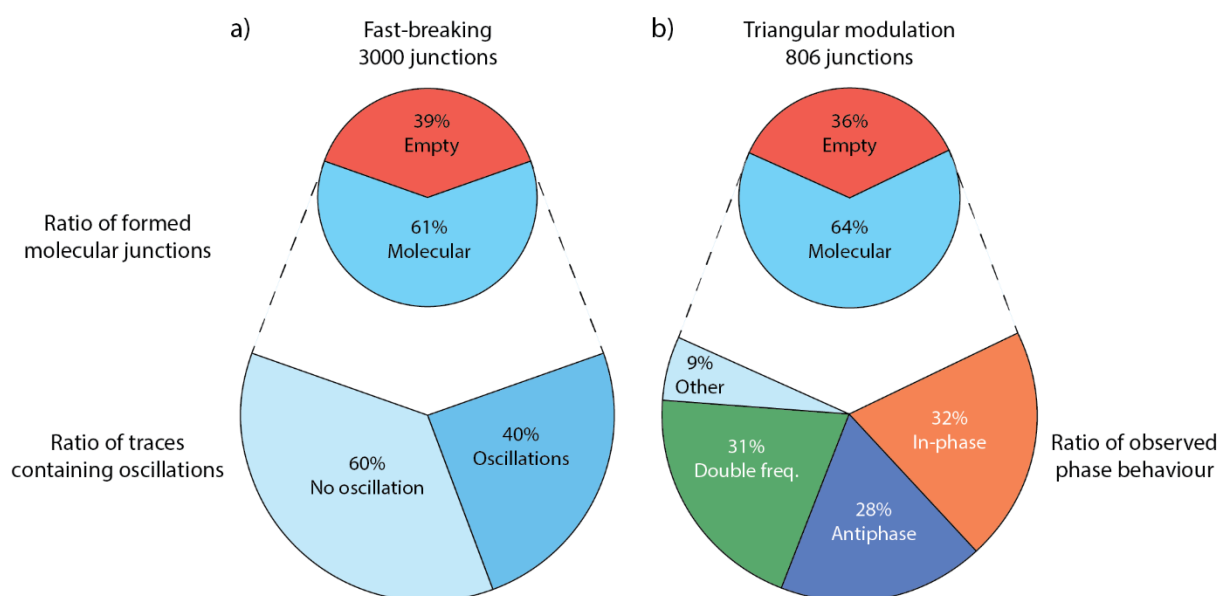 a)
Fast-breaking
3000 junctions
b)
Triangular modulation
806 junctions
39%
Empty
36%
Empty
Ratio of formed
molecular junctions
61%
Molecular
64%
Molecular
9%
Other
Ratio of traces
containing oscillations
60%
No oscillation
40%
Oscillations
31%
Double freq.
28%
Antiphase
32%
In-phase
Ratio of observed
phase behaviour